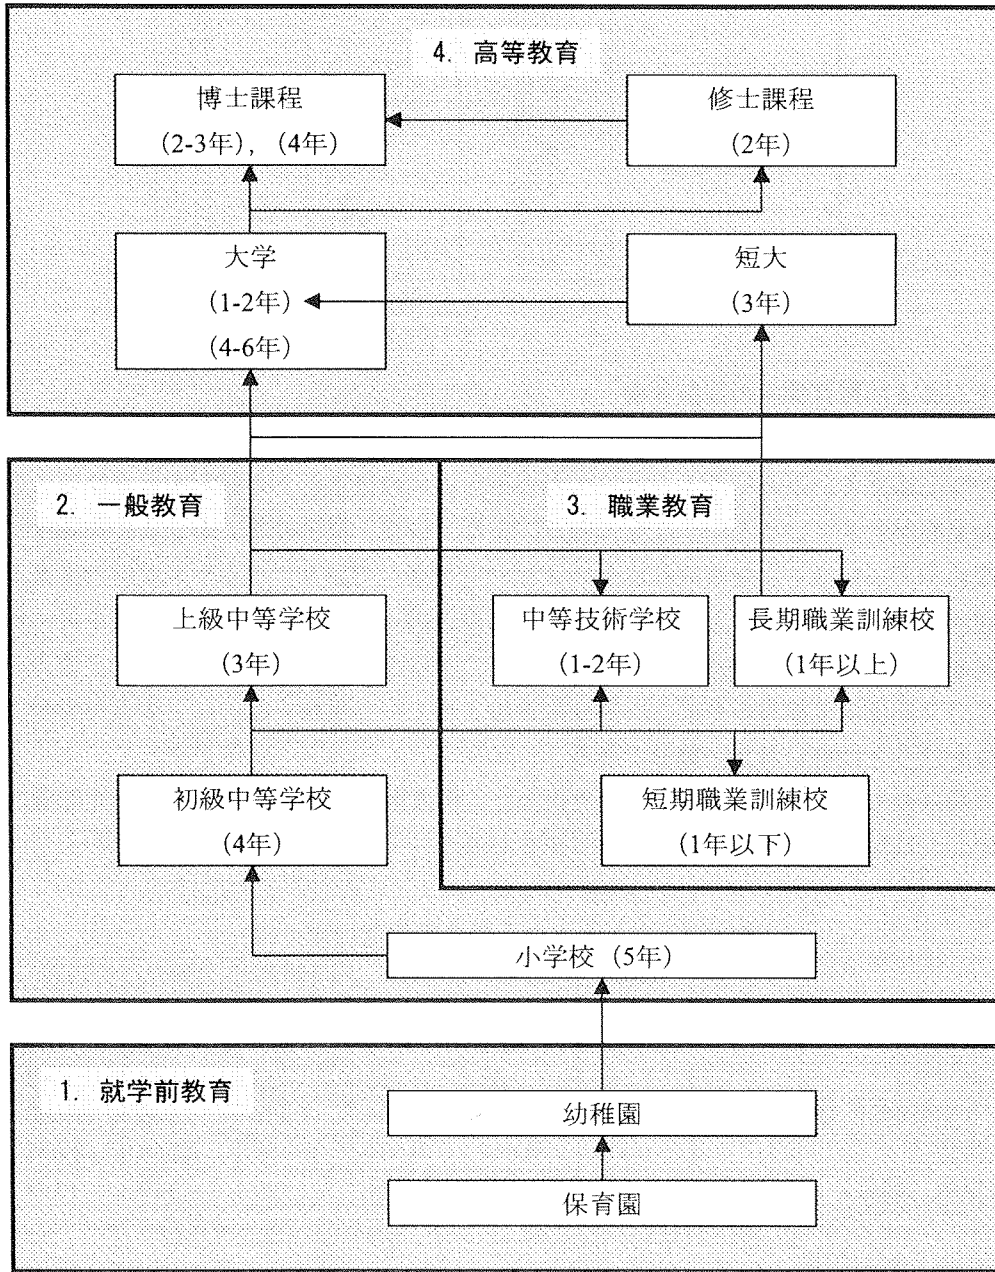 4. 高等教育
博士課程
(2-3年), (4年)
修士課程
(2年)
大学
(1-2年)
(4-6年)
短大
(3年)
2. 一般教育
3. 職業教育
上級中等学校
(3年)
中等技術学校
(1-2年)
長期職業訓練校
(1年以上)
初級中等学校
(4年)
短期職業訓練校
(1年以下)
小学校 (5年)
1. 就学前教育
幼稚園
保育園